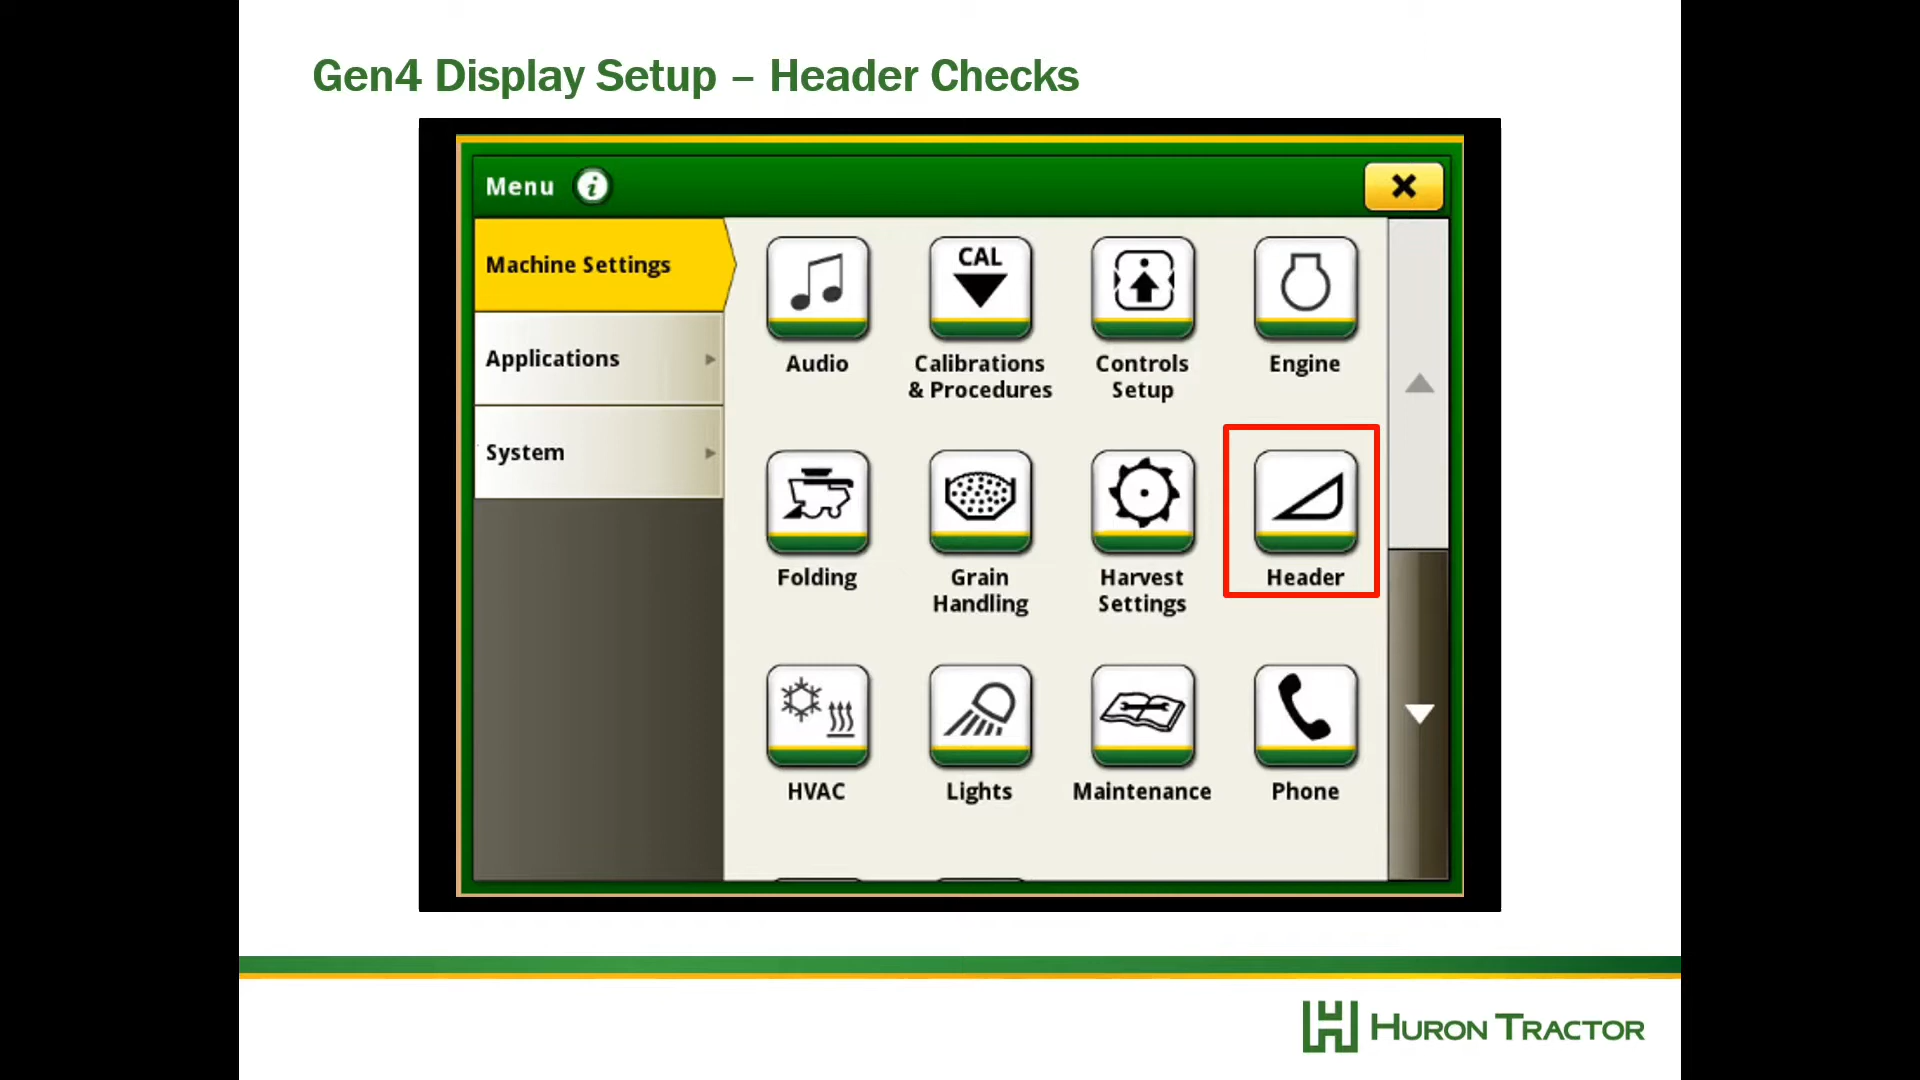 Gen4 Display Setup – Header Checks
Menu
Machine Settings
Applications
System
Audio
CAL
Calibrations
& Procedures
Controls
Setup
Engine
Folding
Grain
Handling
Harvest
Settings
Header
HVAC
Lights
Maintenance
Phone
HURON TRACTOR